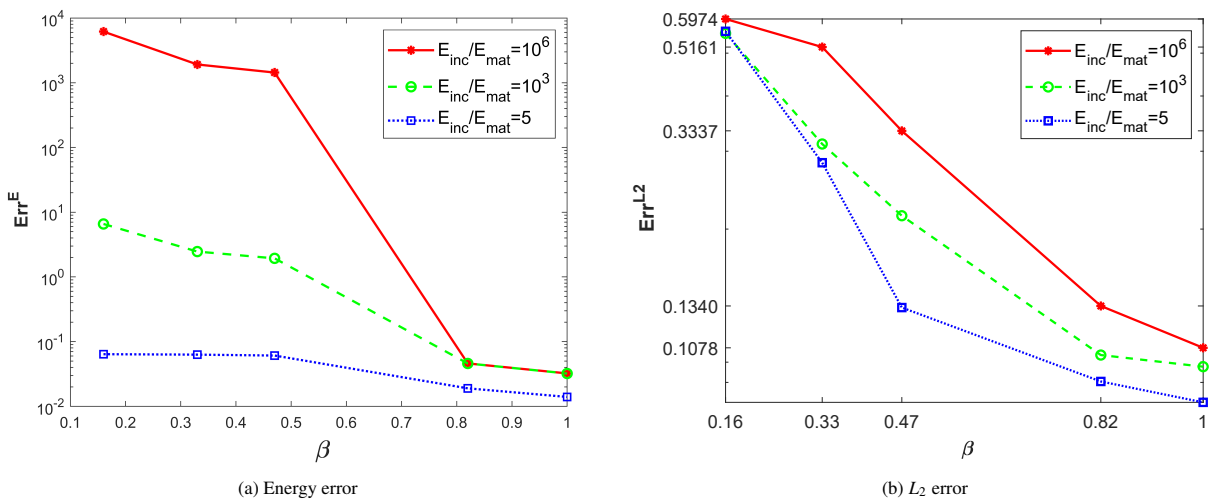 10^4
10^3
10^2
10^1
10^0
10^-1
10^-2
Err^E
0.1 0.2 0.3 0.4 0.5 0.6 0.7 0.8 0.9 1
β
E_inc/E_mat=10^6
E_inc/E_mat=10^3
E_inc/E_mat=5
(a) Energy error
0.5974
0.5161
0.3337
0.1340
0.1078
Err^L2
0.16 0.33 0.47 0.82 1
β
E_inc/E_mat=10^6
E_inc/E_mat=10^3
E_inc/E_mat=5
(b) L_2 error